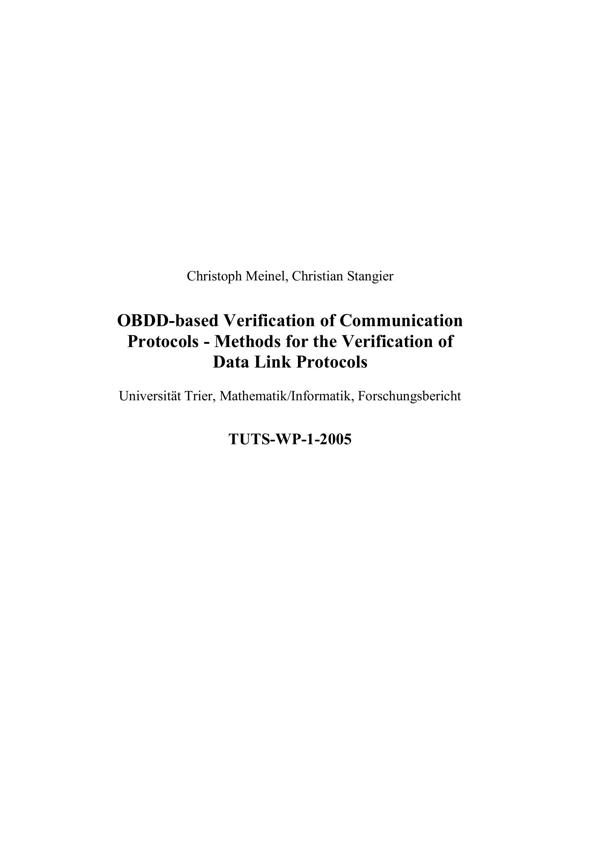 Christoph Meinel, Christian Stangier
OBDD-based Verification of Communication
Protocols - Methods for the Verification of
Data Link Protocols
Universität Trier, Mathematik/Informatik, Forschungsbericht
TUTS-WP-1-2005